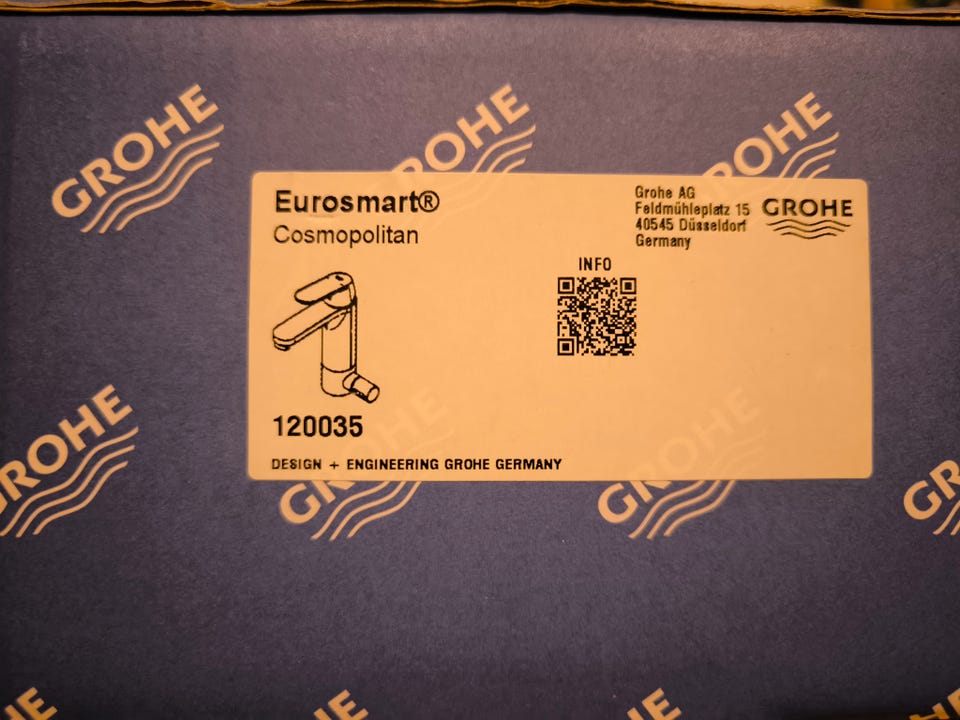 GROHE
GROHE
GROHE
Eurosmart®
Cosmopolitan
Grohe AG
Feldmühleplatz 15
40545 Düsseldorf
Germany
GROHE
INFO
120035
DESIGN + ENGINEERING GROHE GERMANY
GROHE
GROHE
GROHE